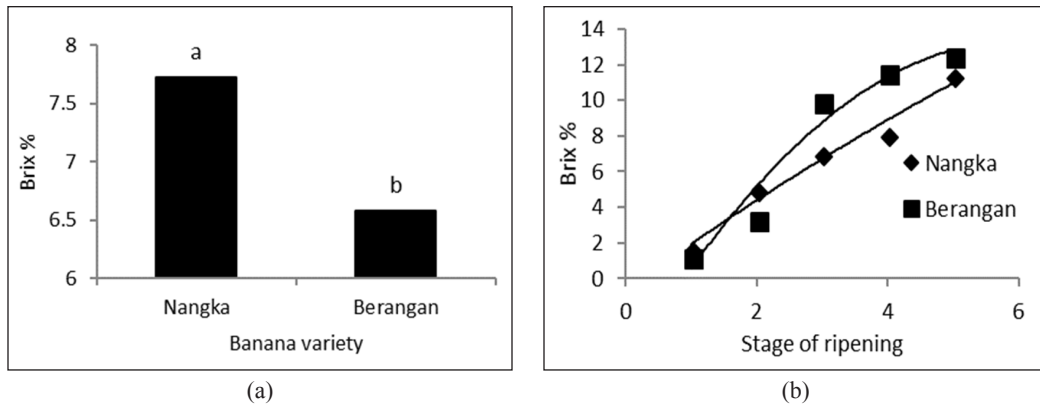 8
7.5
7
6.5
6
Brix %
a
b
Nangka
Berangan
Banana variety
(a)
14
12
10
8
6
4
2
0
Brix %
Nangka
Berangan
0 2 4 6
Stage of ripening
(b)